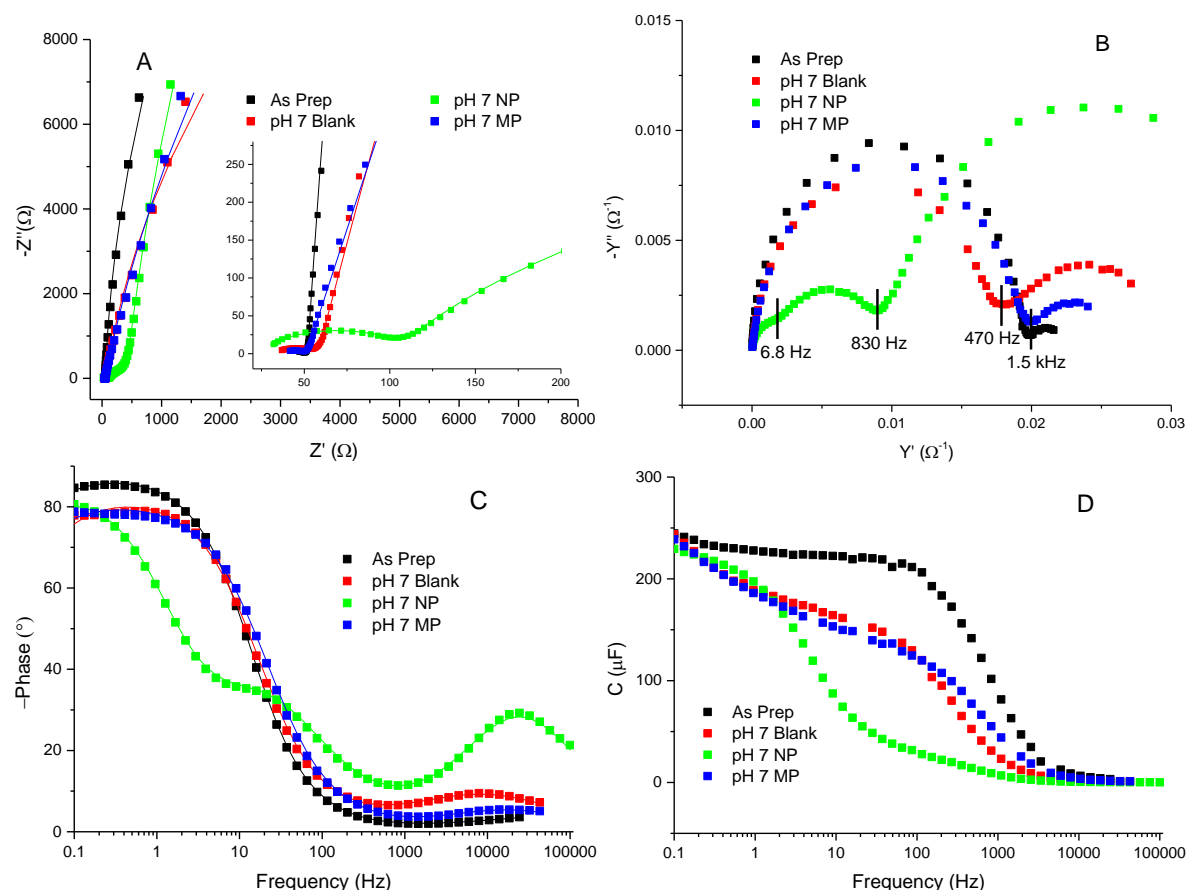 A
8000
6000
4000
2000
0
-Z''(Ω)
As Prep
pH 7 Blank
pH 7 NP
pH 7 MP
250
200
150
100
50
0
50 100 150 200
0 1000 2000 3000 4000 5000 6000 7000 8000
Z' (Ω)
B
0.015
0.010
0.005
0.000
-Y'' (Ω⁻¹)
As Prep
pH 7 Blank
pH 7 NP
pH 7 MP
6.8 Hz
830 Hz
470 Hz
1.5 kHz
0.00 0.01 0.02 0.03
Y' (Ω⁻¹)
C
80
60
40
20
0
–Phase (°)
As Prep
pH 7 Blank
pH 7 NP
pH 7 MP
0.1 1 10 100 1000 10000 100000
Frequency (Hz)
D
300
200
100
0
C (μF)
As Prep
pH 7 Blank
pH 7 NP
pH 7 MP
0.1 1 10 100 1000 10000 100000
Frequency (Hz)